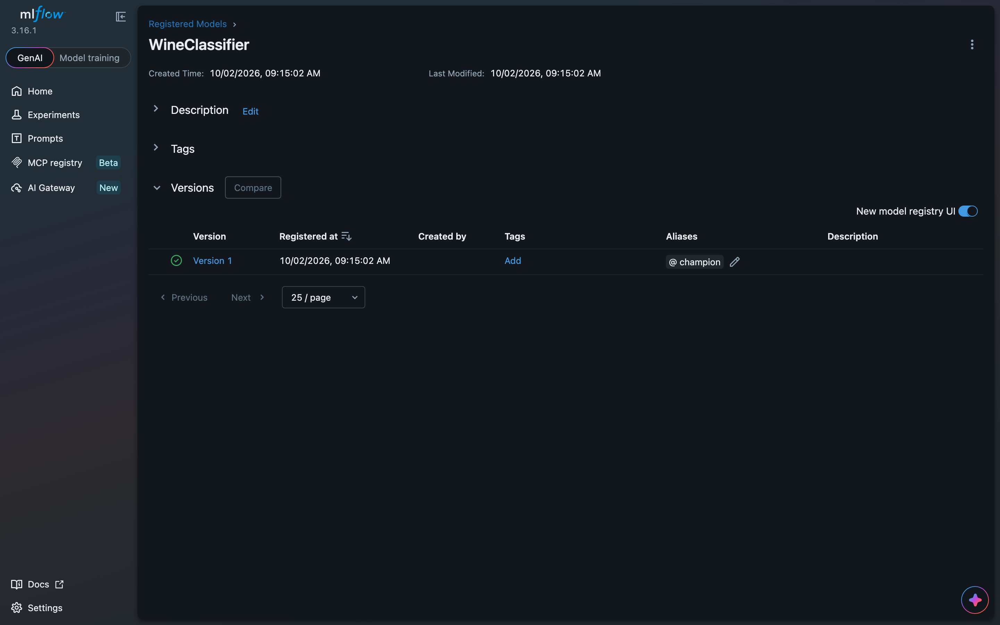 mlflow
3.16.1
GenAI Model training
Home
Experiments
Prompts
MCP registry Beta
AI Gateway New
Docs
Settings
Registered Models
WineClassifier
Created Time: 10/02/2026, 09:15:02 AM Last Modified: 10/02/2026, 09:15:02 AM
Description Edit
Tags
Versions Compare
New model registry UI
Version Registered at Created by Tags Aliases Description
Version 1 10/02/2026, 09:15:02 AM Add @ champion
Previous Next 25 / page